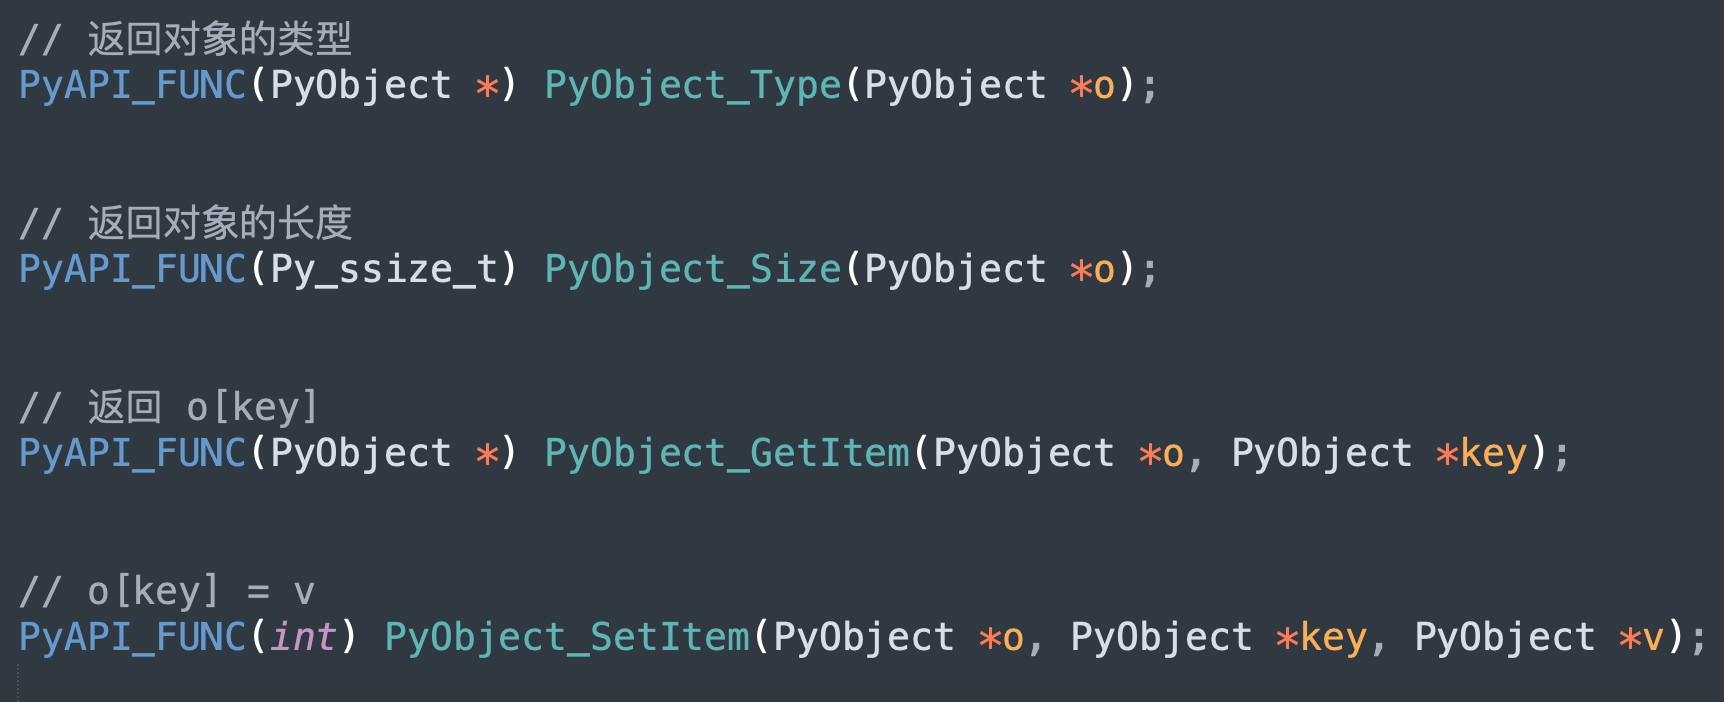 // 返回对象的类型
PyAPI_FUNC(PyObject *) PyObject_Type(PyObject *o);
// 返回对象的长度
PyAPI_FUNC(Py_ssize_t) PyObject_Size(PyObject *o);
// 返回 o[key]
PyAPI_FUNC(PyObject *) PyObject_GetItem(PyObject *o, PyObject *key);
// o[key] = v
PyAPI_FUNC(int) PyObject_SetItem(PyObject *o, PyObject *key, PyObject *v);